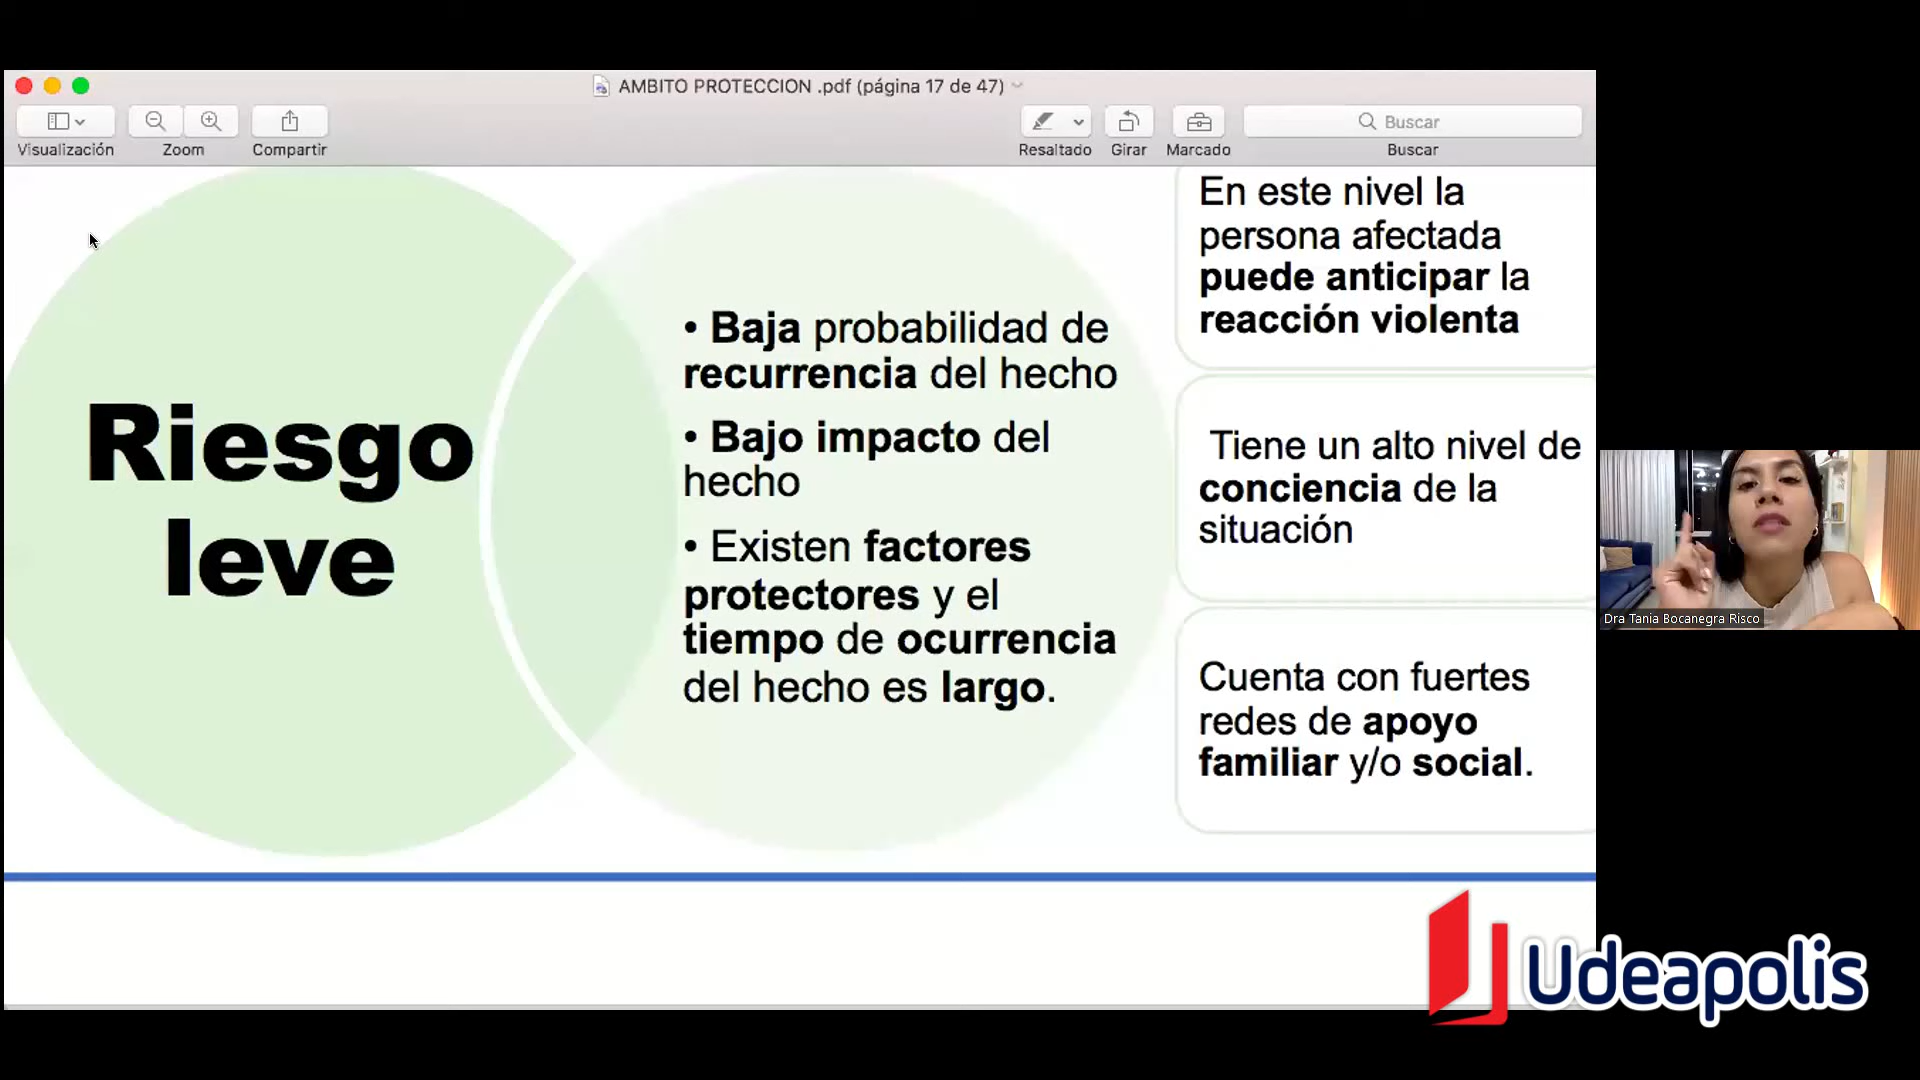 AMBITO PROTECCION .pdf (página 17 de 47)
Visualización
Zoom
Compartir
Resaltado
Girar
Marcado
Buscar
Buscar
Riesgo
leve
• Baja probabilidad de
recurrencia del hecho
• Bajo impacto del
hecho
• Existen factores
protectores y el
tiempo de ocurrencia
del hecho es largo.
En este nivel la
persona afectada
puede anticipar la
reacción violenta
Tiene un alto nivel de
conciencia de la
situación
Cuenta con fuertes
redes de apoyo
familiar y/o social.
Dra Tania Bocanegra Risco
Udeapolis